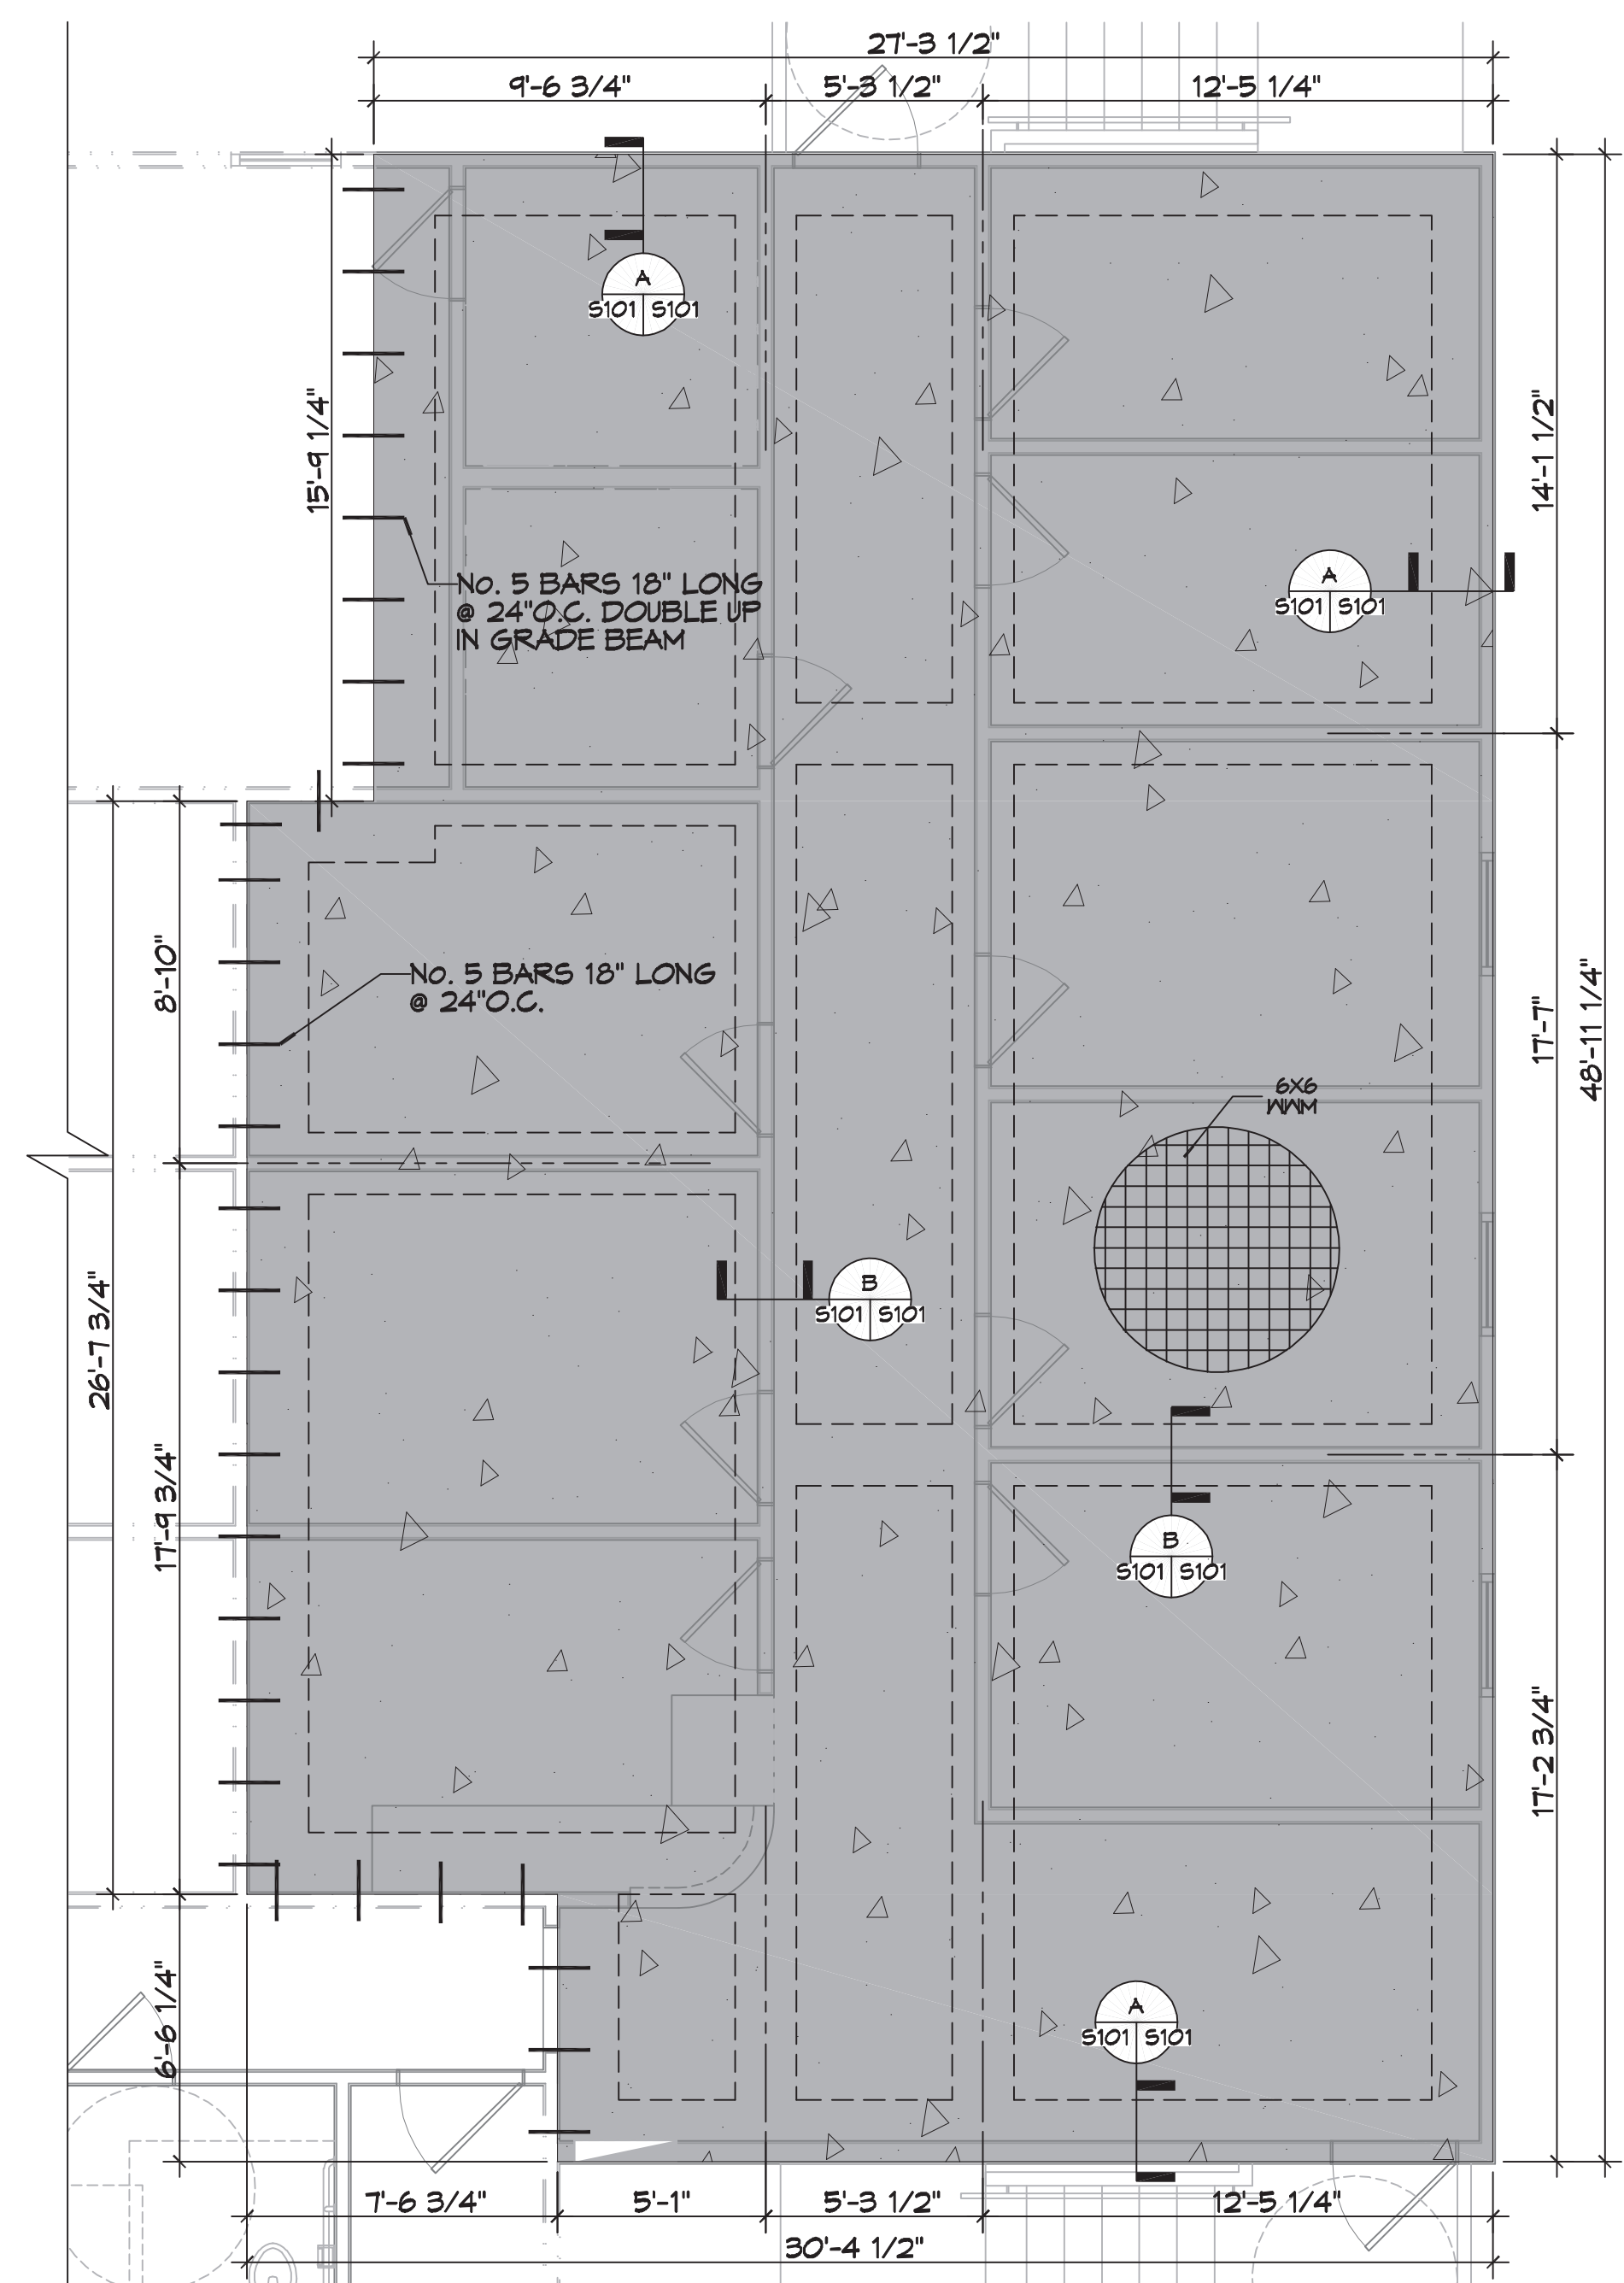 27'-3 1/2"
9'-6 3/4"
5'-3 1/2"
12'-5 1/4"
A
S101
S101
15'-9 1/4"
14'-1 1/2"
No. 5 BARS 18" LONG
@ 24"O.C. DOUBLE UP
IN GRADE BEAM
A
S101
S101
8'-10"
No. 5 BARS 18" LONG
@ 24"O.C.
17'-7"
48'-11 1/4"
6X6
WWM
26'-7 3/4"
B
S101
S101
17'-9 3/4"
B
S101
S101
17'-2 3/4"
6'-6 1/4"
A
S101
S101
7'-6 3/4"
5'-1"
5'-3 1/2"
12'-5 1/4"
30'-4 1/2"